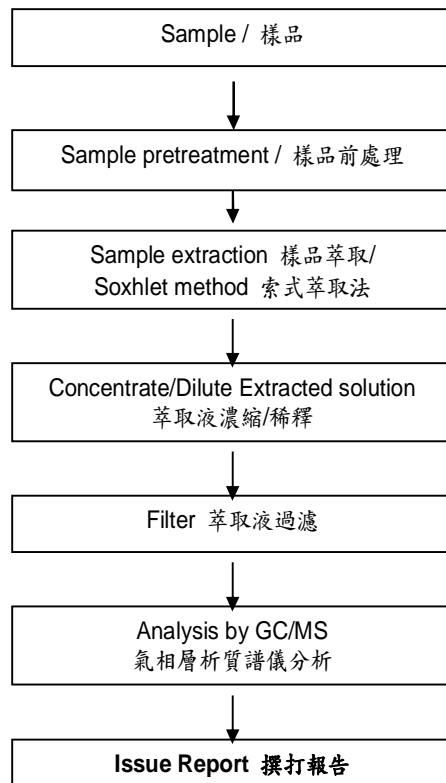 Sample / 樣品
Sample pretreatment / 樣品前處理
Sample extraction 樣品萃取/
Soxhlet method 索式萃取法
Concentrate/Dilute Extracted solution
萃取液濃縮/稀釋
Filter 萃取液過濾
Analysis by GC/MS
氣相層析質譜儀分析
Issue Report 撰打報告